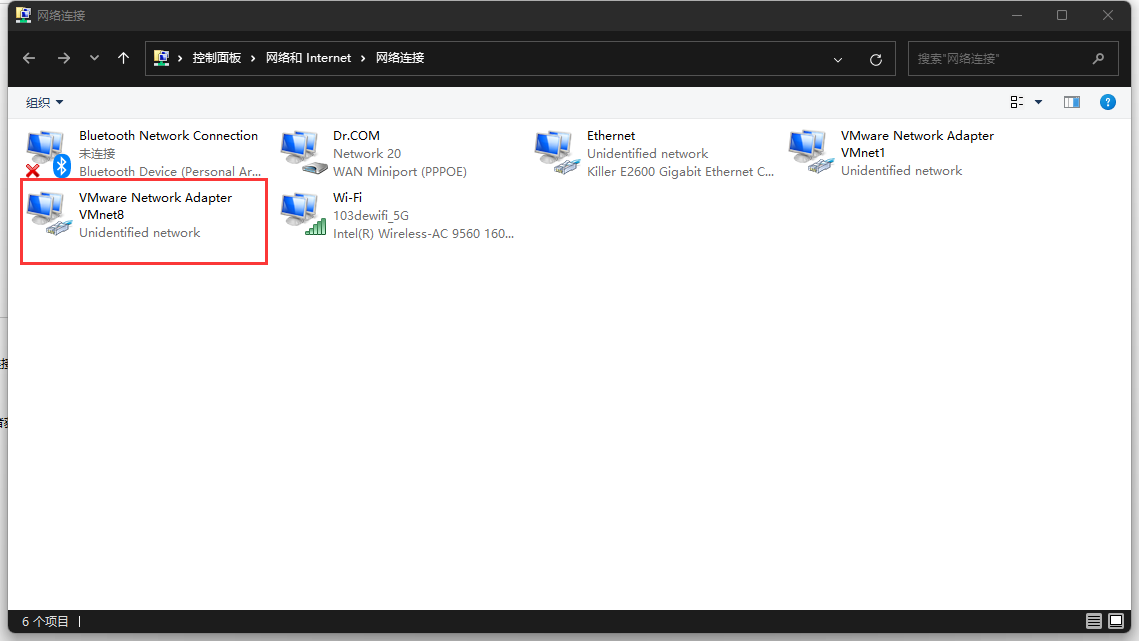 网络连接
控制面板 网络和 Internet 网络连接
搜索"网络连接"
组织
Bluetooth Network Connection
未连接
Bluetooth Device (Personal Ar...
Dr.COM
Network 20
WAN Miniport (PPPOE)
Ethernet
Unidentified network
Killer E2600 Gigabit Ethernet C...
VMware Network Adapter
VMnet1
Unidentified network
VMware Network Adapter
VMnet8
Unidentified network
Wi-Fi
103dewifi_5G
Intel(R) Wireless-AC 9560 160...
6 个项目